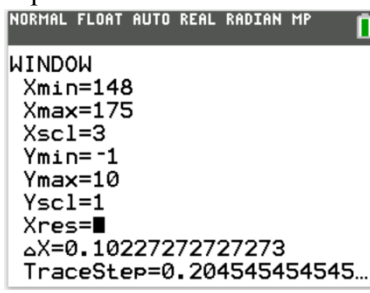 NORMAL FLOAT AUTO REAL RADIAN MP
WINDOW
Xmin=148
Xmax=175
Xscl=3
Ymin=-1
Ymax=10
Yscl=1
Xres=
△X=0.10227272727273
TraceStep=0.204545454545...